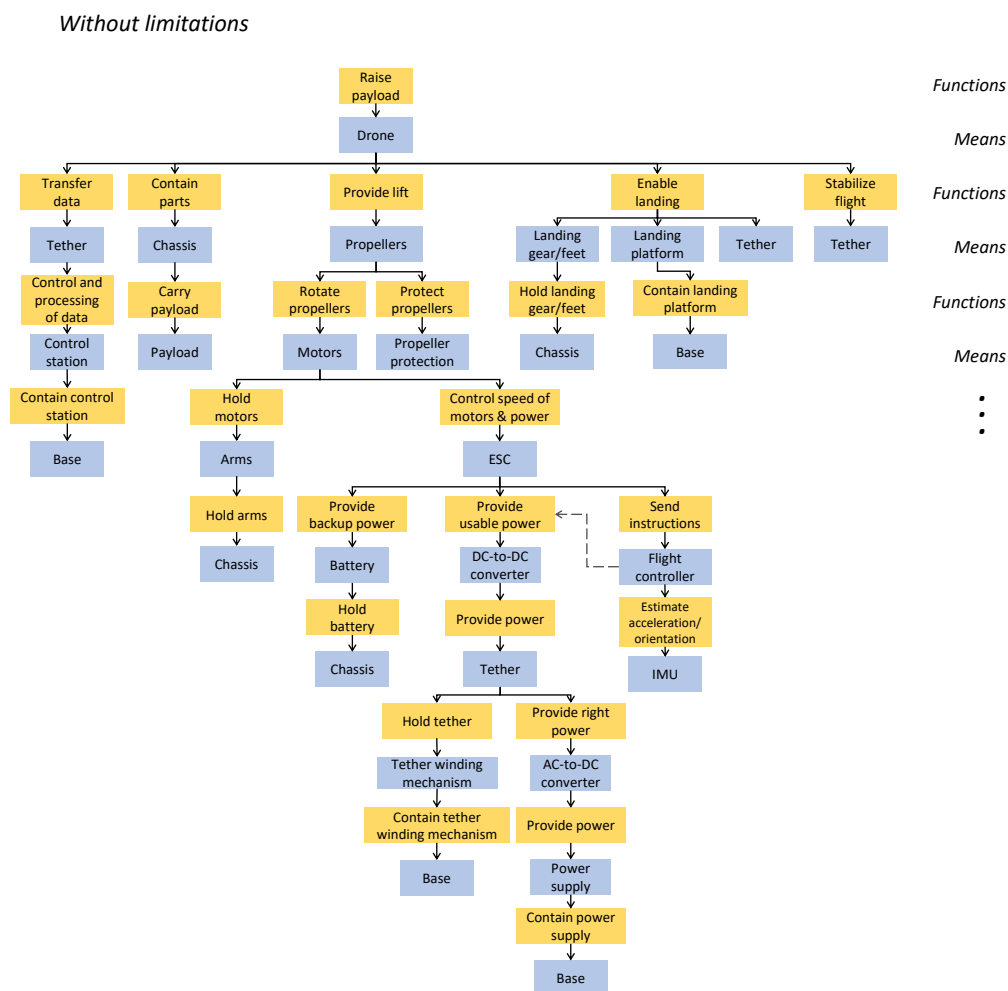 Without limitations
Raise
payload
Functions
Drone
Means
Transfer
data
Contain
parts
Provide lift
Enable
landing
Stabilize
flight
Functions
Tether
Chassis
Propellers
Landing
gear/feet
Landing
platform
Tether
Tether
Means
Control and
processing
of data
Carry
payload
Rotate
propellers
Protect
propellers
Hold landing
gear/feet
Contain landing
platform
Functions
Control
station
Payload
Motors
Propeller
protection
Chassis
Base
Means
Contain control
station
Hold
motors
Control speed of
motors & power
Base
Arms
ESC
Hold arms
Provide
backup power
Provide
usable power
Send
instructions
Chassis
Battery
DC-to-DC
converter
Flight
controller
Hold
battery
Provide power
Estimate
acceleration/
orientation
Chassis
Tether
IMU
Hold tether
Provide right
power
Tether winding
mechanism
AC-to-DC
converter
Contain tether
winding mechanism
Provide power
Base
Power
supply
Contain power
supply
Base